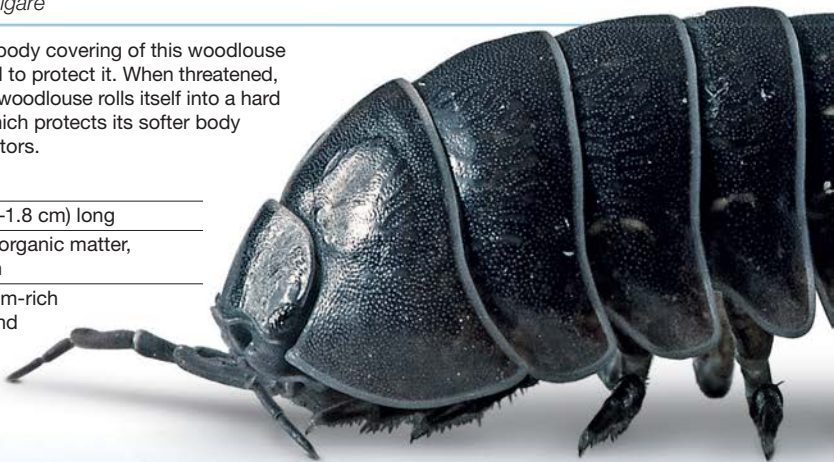 igare
body covering of this woodlouse
l to protect it. When threatened,
woodlouse rolls itself into a hard
hich protects its softer body
tors.
-1.8 cm) long
organic matter,
m-rich
nd